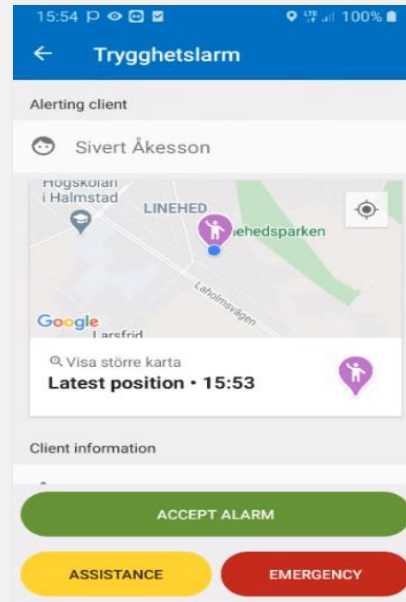 15:54 100%
Trygghetslarm
Alerting client
Sivert Åkesson
Högskolan
i Halmstad
LINEHED
ehedsparken
Laholmsvägen
Google
Larsfrid
Visa större karta
Latest position • 15:53
Client information
ACCEPT ALARM
ASSISTANCE EMERGENCY